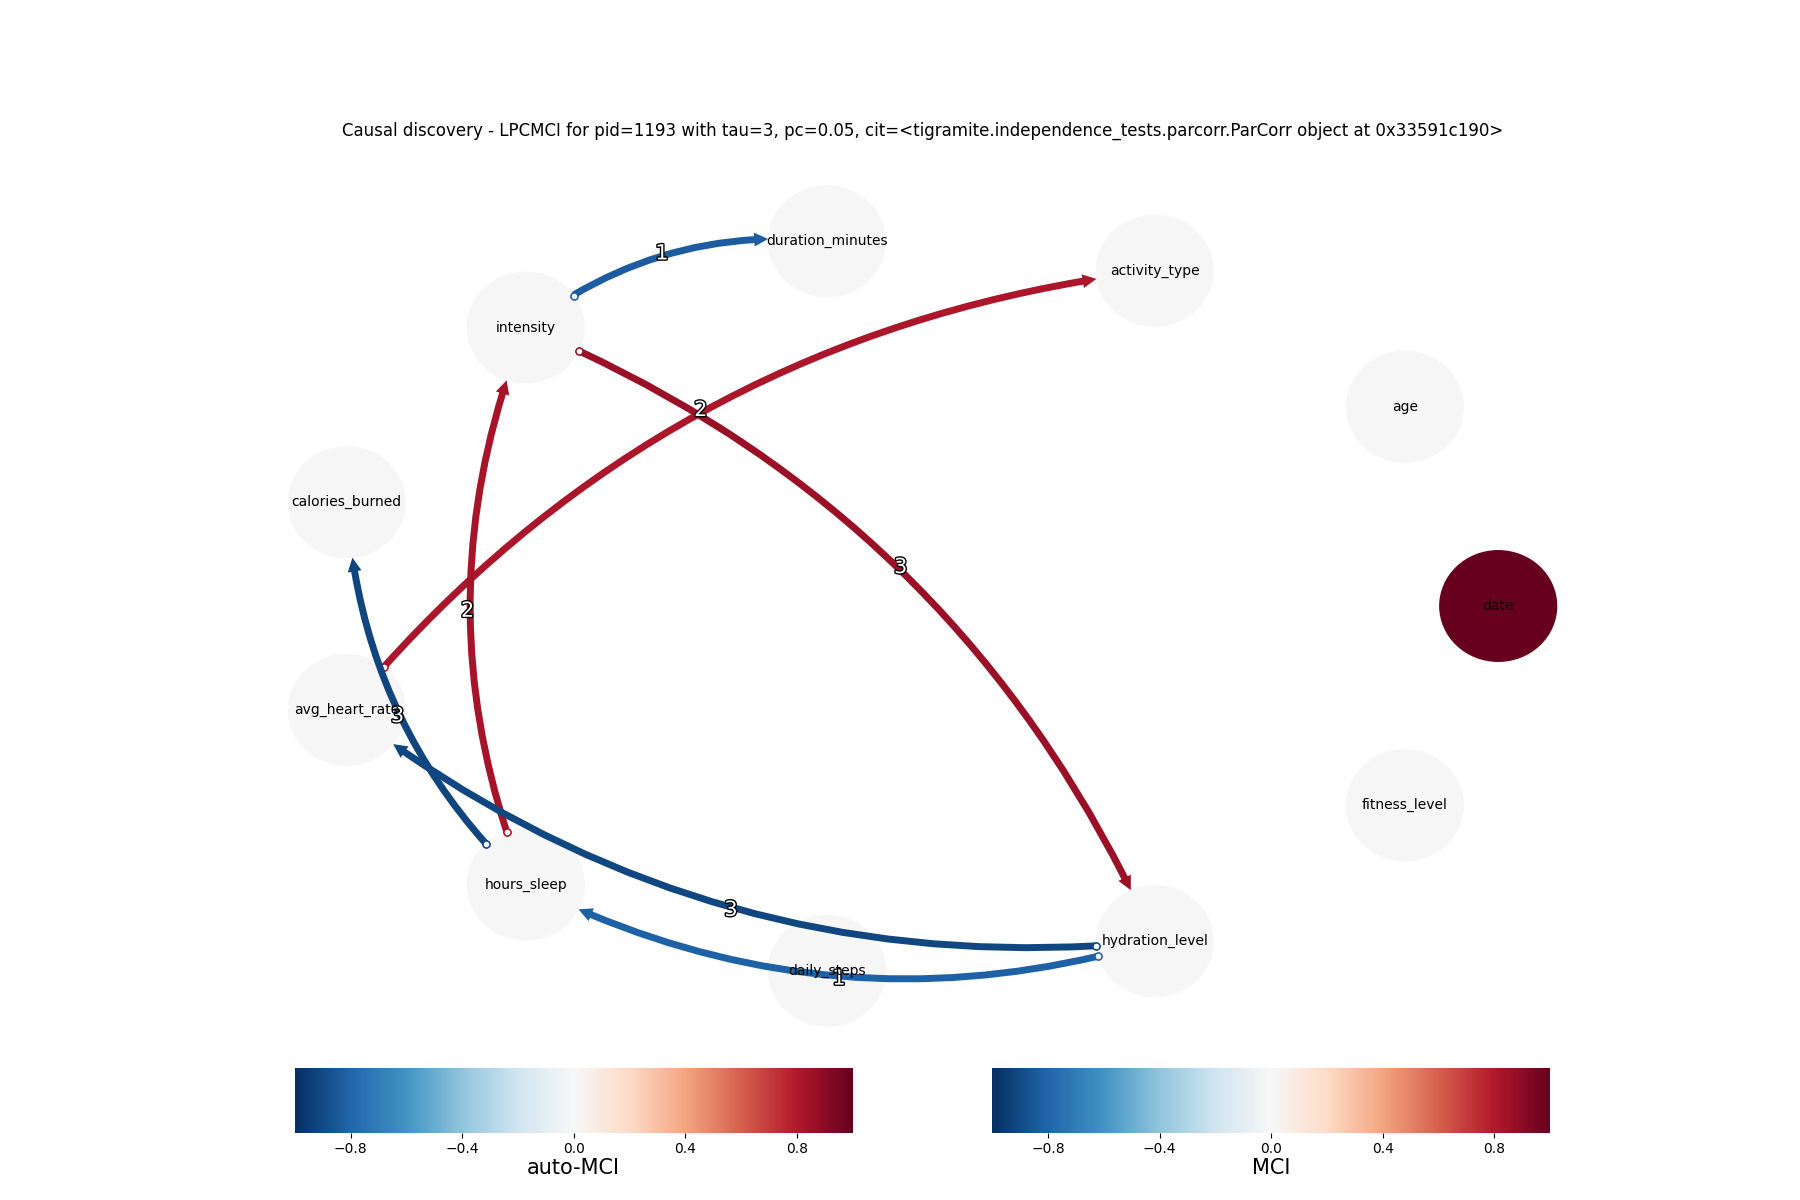 Causal discovery - LPCMCI for pid=1193 with tau=3, pc=0.05, cit=<tigramite.independence_tests.parcorr.ParCorr object at 0x33591c190>
duration_minutes
1
activity_type
intensity
age
2
calories_burned
3
date
2
avg_heart_rate
3
fitness_level
hours_sleep
3
hydration_level
daily_steps
1
−0.8 −0.4 0.0 0.4 0.8
auto-MCI
−0.8 −0.4 0.0 0.4 0.8
MCI